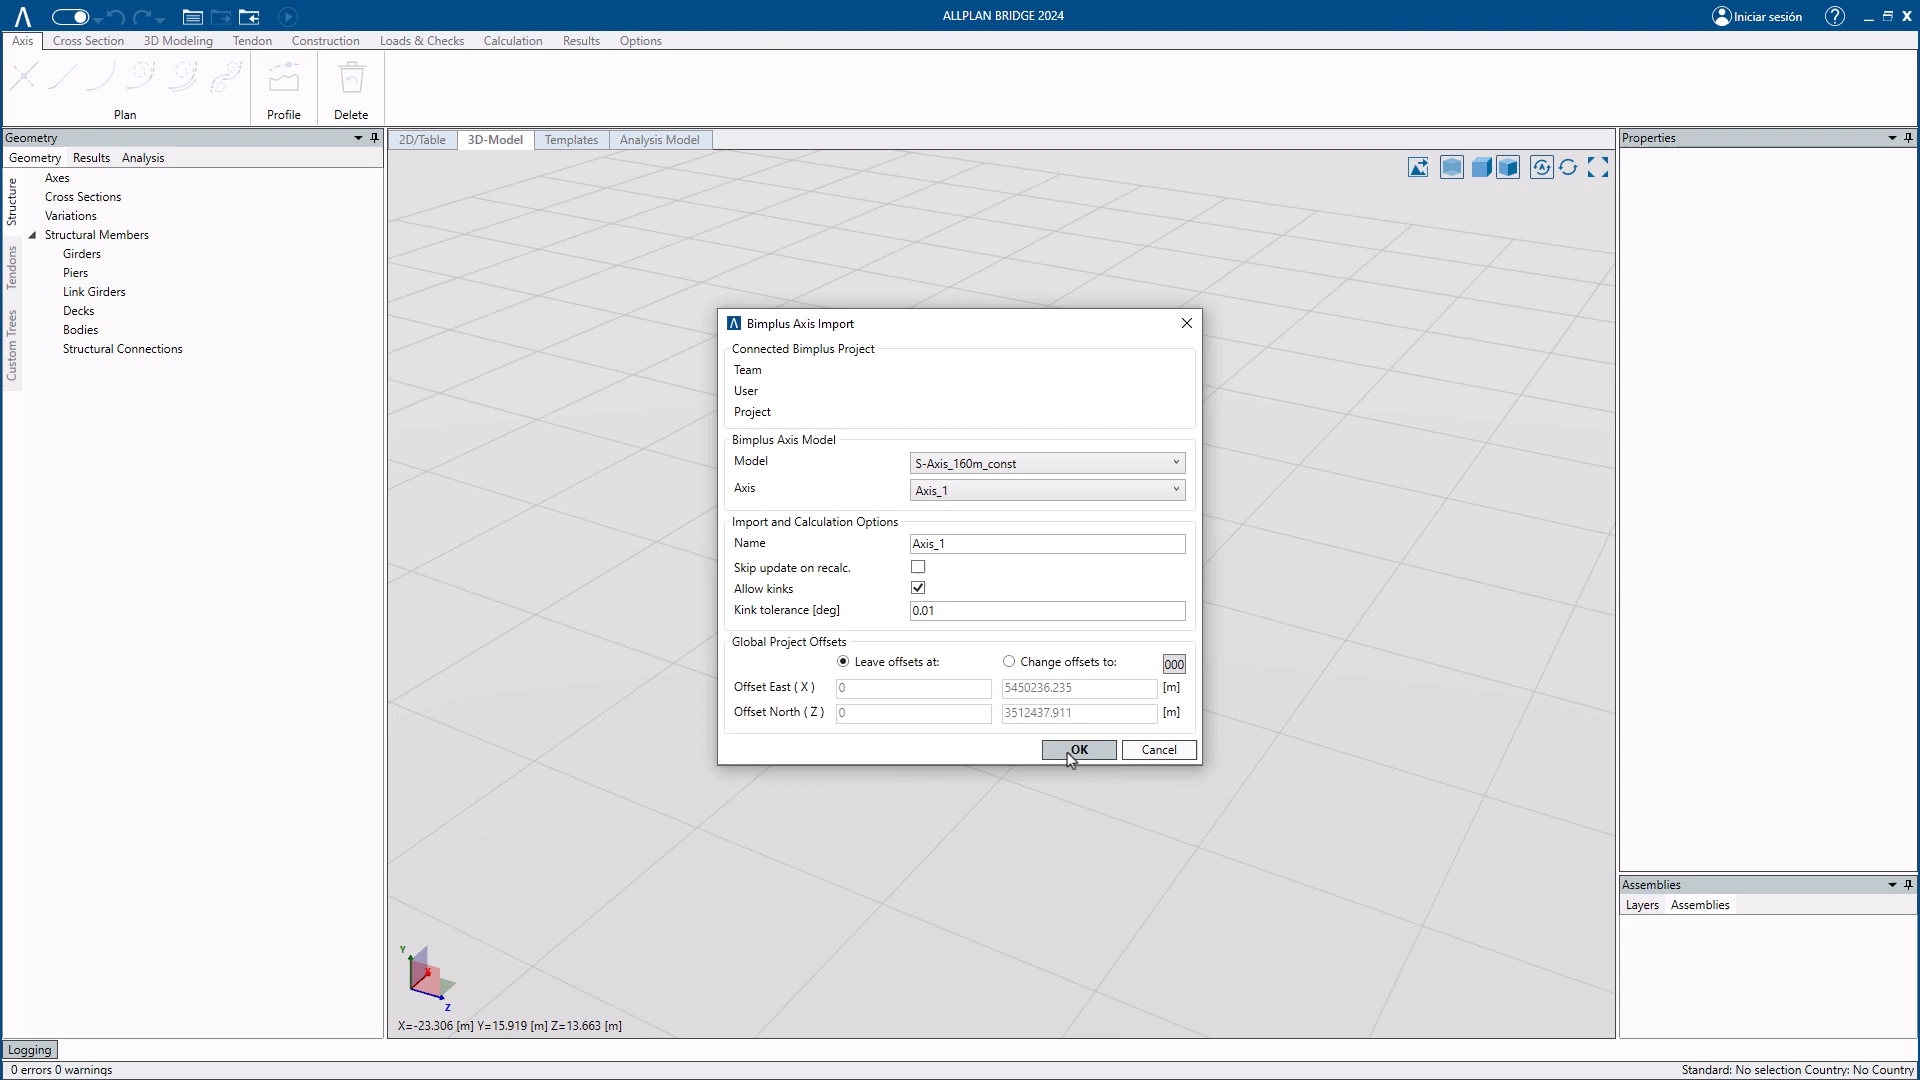 ALLPLAN BRIDGE 2024
Iniciar sesión
Axis
Cross Section
3D Modeling
Tendon
Construction
Loads & Checks
Calculation
Results
Options
Plan
Profile
Delete
Geometry
Geometry
Results
Analysis
Structure
Tendons
Custom Trees
Axes
Cross Sections
Variations
Structural Members
Girders
Piers
Link Girders
Decks
Bodies
Structural Connections
2D/Table
3D-Model
Templates
Analysis Model
Bimplus Axis Import
Connected Bimplus Project
Team
User
Project
Bimplus Axis Model
Model
S-Axis_160m_const
Axis
Axis_1
Import and Calculation Options
Name
Axis_1
Skip update on recalc.
Allow kinks
Kink tolerance [deg]
0.01
Global Project Offsets
Leave offsets at:
Change offsets to:
000
Offset East ( X )
0
5450236.235
[m]
Offset North ( Z )
0
3512437.911
[m]
OK
Cancel
Y
X
Z
X=-23.306 [m] Y=15.919 [m] Z=13.663 [m]
Properties
Assemblies
Layers
Assemblies
Logging
0 errors 0 warnings
Standard: No selection Country: No Country